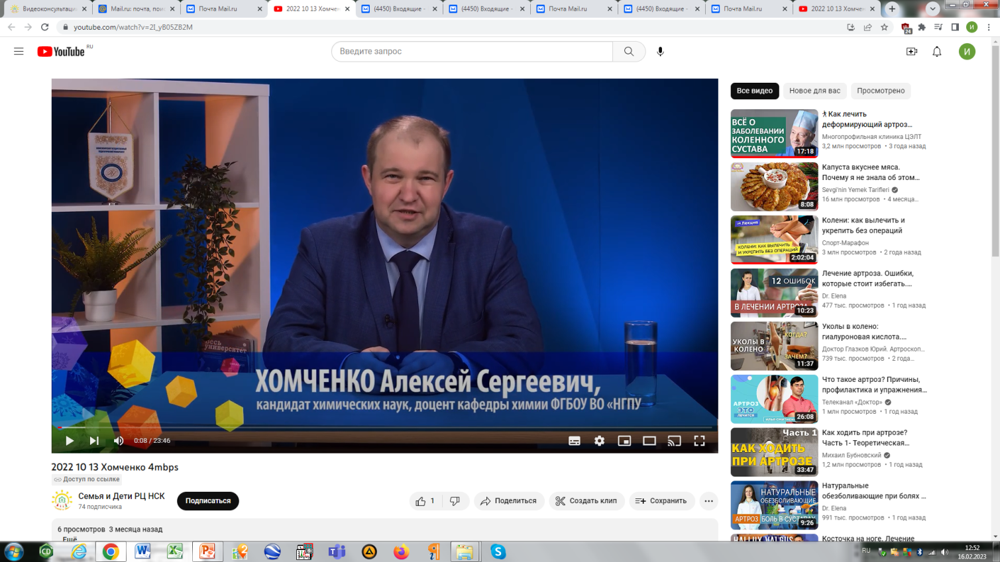 Видеоконсультаци
Mail.ru: почта, пои
Почта Mail.ru
2022 10 13 Хомчен
(4450) Входящие -
(4450) Входящие -
Почта Mail.ru
(4450) Входящие -
Почта Mail.ru
2022 10 13 Хомчен
youtube.com/watch?v=2I_yB05ZB2M
24
И
YouTube RU
Введите запрос
И
Весь
университет
ХОМЧЕНКО Алексей Сергеевич,
кандидат химических наук, доцент кафедры химии ФГБОУ ВО «НГПУ
0:08 / 23:46
2022 10 13 Хомченко 4mbps
Доступ по ссылке
Семья и Дети РЦ НСК
74 подписчика
Подписаться
1
Поделиться
Создать клип
Сохранить
6 просмотров 3 месяца назад
Ещё
Все видео
Новое для вас
Просмотрено
ВСЁ О
ЗАБОЛЕВАНИИ
КОЛЕННОГО
СУСТАВА
17:18
Как лечить
деформирующий артроз...
Многопрофильная клиника ЦЭЛТ
3,2 млн просмотров • 3 года назад
8:08
Капуста вкуснее мяса.
Почему я не знала об этом...
Sevgi'nin Yemek Tarifleri
16 млн просмотров • 4 месяца...
Лекция
КОЛЕНИ: КАК ВЫЛЕЧИТЬ
И УКРЕПИТЬ БЕЗ ОПЕРАЦИЙ
2:02:04
Колени: как вылечить и
укрепить без операций
Спорт-Марафон
3 млн просмотров • 2 года назад
12 ОШИБОК
В ЛЕЧЕНИИ АРТРОЗА
10:23
Лечение артроза. Ошибки,
которые стоит избегать....
Dr. Elena
477 тыс. просмотров • 1 год назад
УКОЛЫ В
КОЛЕНО
КОГДА?
ЗАЧЕМ?
11:37
Уколы в колено:
гиалуроновая кислота....
Доктор Глазков Юрий. Артроскоп...
739 тыс. просмотров • 2 года...
АРТРОЗ
ЭТО
ЛЕЧИТСЯ
26:08
Что такое артроз? Причины,
профилактика и упражнения...
Телеканал «Доктор»
1 млн просмотров • 1 год назад
Часть 1
КАК ХОДИТЬ
ПРИ АРТРОЗЕ
33:47
Как ходить при артрозе?
Часть 1- Теоретическая...
Михаил Бубновский
1,2 млн просмотров • 1 год назад
НАТУРАЛЬНЫЕ
ОБЕЗБОЛИВАЮЩИЕ
АРТРОЗ БОЛЬ В СУСТАВАХ
9:26
Натуральные
обезболивающие при болях ...
Dr. Elena
991 тыс. просмотров • 1 год назад
HALLUX VALGUS
Косточка на ноге. Лечение
RU
12:52
16.02.2023